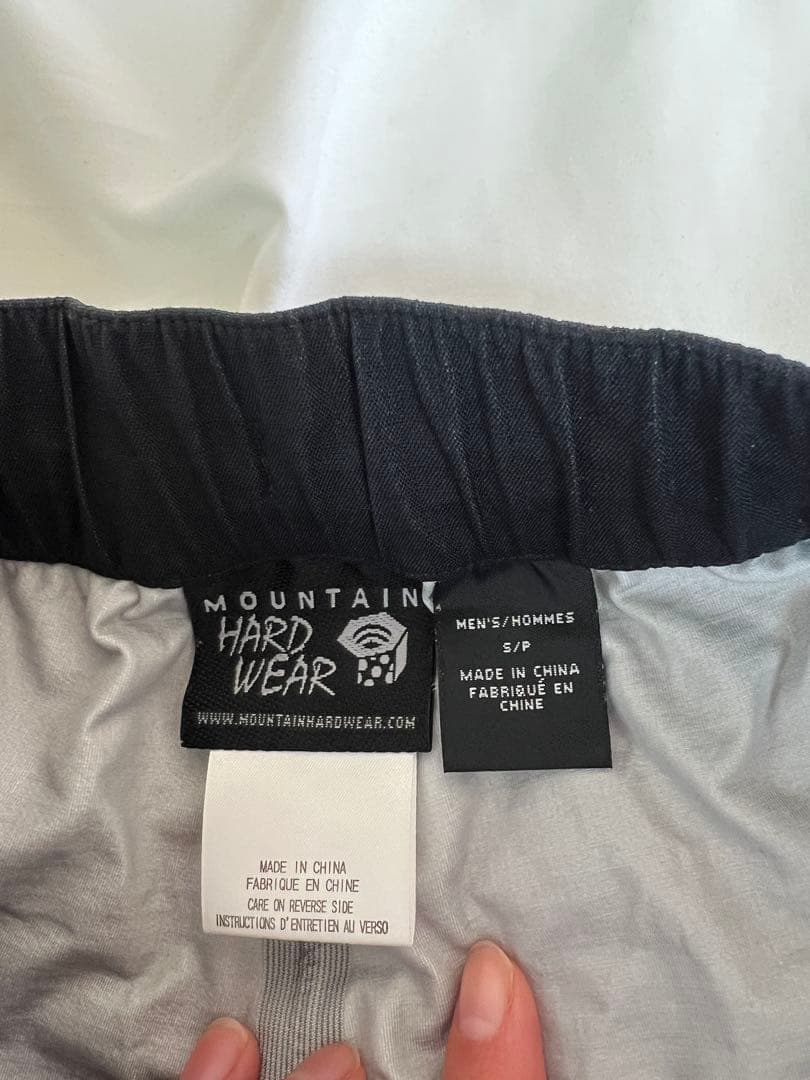 MOUNTAIN
HARD
WEAR
WWW.MOUNTAINHARDWEAR.COM
MEN'S/HOMMES
S/P
MADE IN CHINA
FABRIQUÉ EN
CHINE
MADE IN CHINA
FABRIQUE EN CHINE
CARE ON REVERSE SIDE
INSTRUCTIONS D'ENTRETIEN AU VERSO